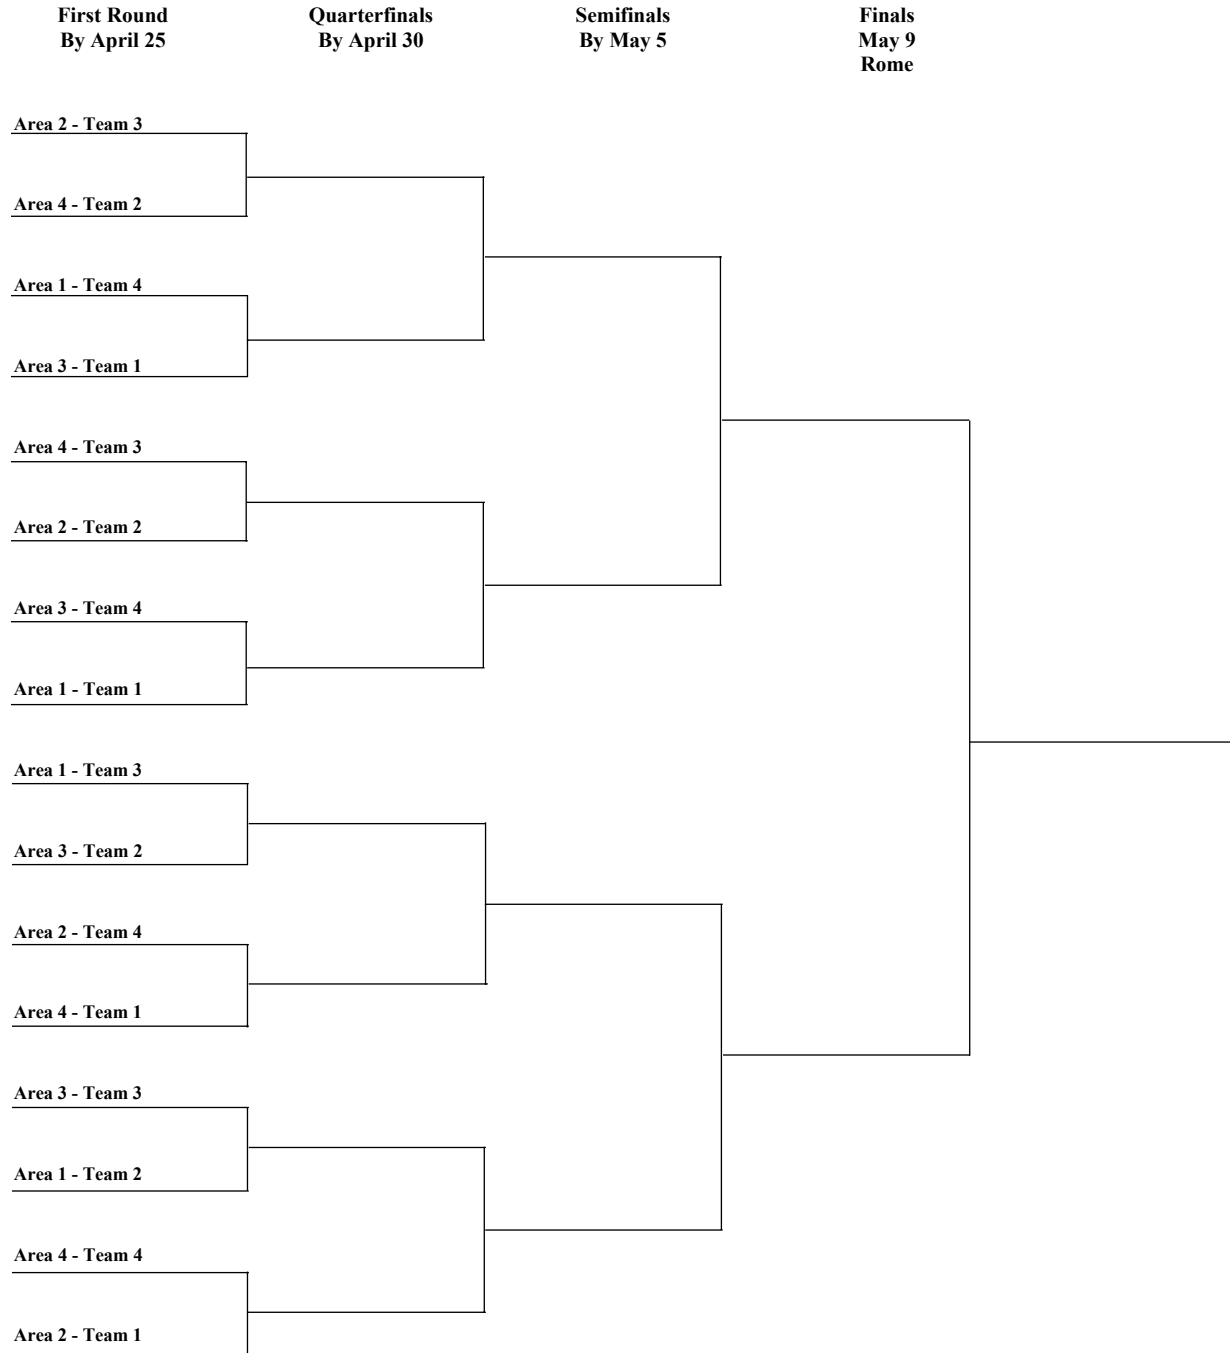 First Round
By April 25
Quarterfinals
By April 30
Semifinals
By May 5
Finals
May 9
Rome
Area 2 - Team 3
Area 4 - Team 2
Area 1 - Team 4
Area 3 - Team 1
Area 4 - Team 3
Area 2 - Team 2
Area 3 - Team 4
Area 1 - Team 1
Area 1 - Team 3
Area 3 - Team 2
Area 2 - Team 4
Area 4 - Team 1
Area 3 - Team 3
Area 1 - Team 2
Area 4 - Team 4
Area 2 - Team 1